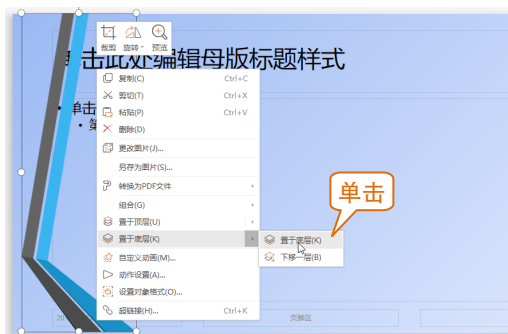 裁剪 旋转 预览
单击此处编辑母版标题样式
复制(C) Ctrl+C
单击
剪切(T) Ctrl+X
粘贴(P) Ctrl+V
第
删除(D)
更改图片(J)...
另存为图片(S)...
转换为PDF文件
组合(G)
单击
置于顶层(U)
置于底层(K)
置于底层(K)
自定义动画(M)...
下移一层(B)
动作设置(A)...
设置对象格式(O)...
超链接(H)... Ctrl+K
20
页脚区